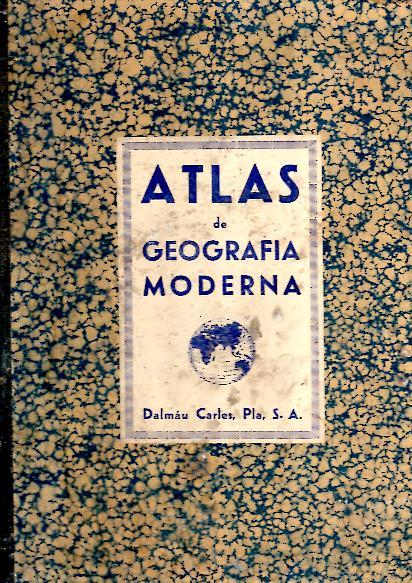 ATLAS
de
GEOGRAFIA
MODERNA
Dalmáu Carles, Pla, S. A.